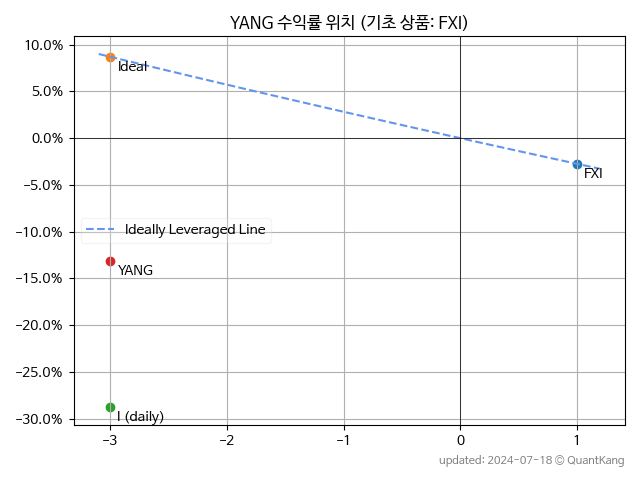 YANG 수익률 위치 (기초 상품: FXI)
10.0%
5.0%
0.0%
−5.0%
−10.0%
−15.0%
−20.0%
−25.0%
−30.0%
Ideal
FXI
Ideally Leveraged Line
YANG
I (daily)
−3
−2
−1
0
1
updated: 2024-07-18 © QuantKang